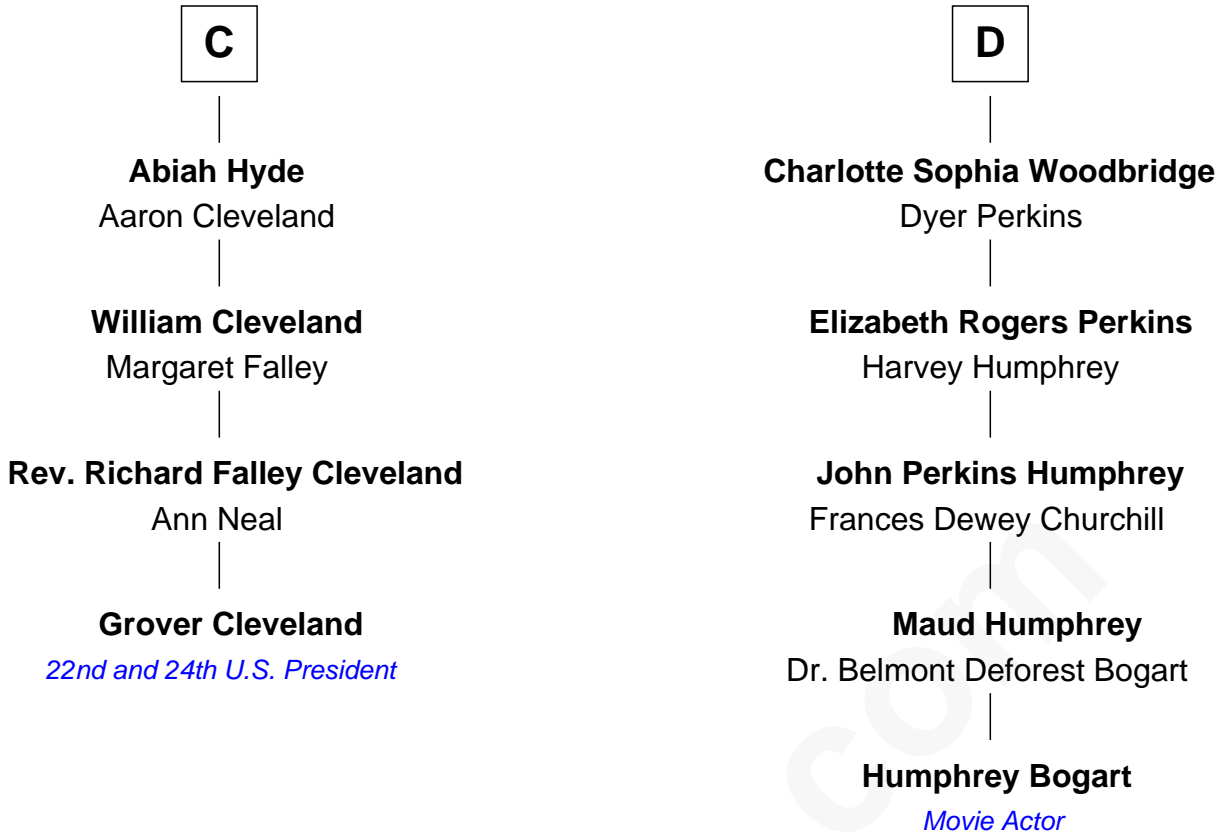 C
Abiah Hyde
Aaron Cleveland
William Cleveland
Margaret Falley
Rev. Richard Falley Cleveland
Ann Neal
Grover Cleveland
22nd and 24th U.S. President
D
Charlotte Sophia Woodbridge
Dyer Perkins
Elizabeth Rogers Perkins
Harvey Humphrey
John Perkins Humphrey
Frances Dewey Churchill
Maud Humphrey
Dr. Belmont Deforest Bogart
Humphrey Bogart
Movie Actor
com